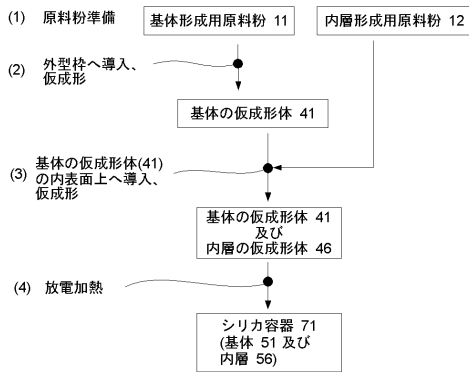 (1) 原料粉準備
基体形成用原料粉 11
内層形成用原料粉 12
(2) 外型枠へ導入、
仮成形
基体の仮成形体 41
(3) 基体の仮成形体(41)
の内表面上へ導入、
仮成形
基体の仮成形体 41
及び
内層の仮成形体 46
(4) 放電加熱
シリカ容器 71
(基体 51 及び
内層 56)